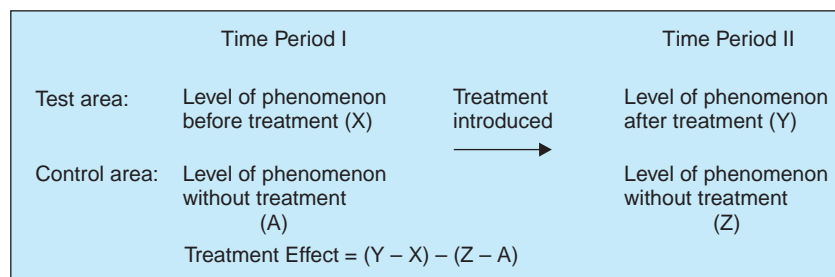 Time Period I Time Period II
Test area: Level of phenomenon Treatment Level of phenomenon
before treatment (X) introduced after treatment (Y)
Control area: Level of phenomenon Level of phenomenon
without treatment without treatment
(A) (Z)
Treatment Effect = (Y – X) – (Z – A)